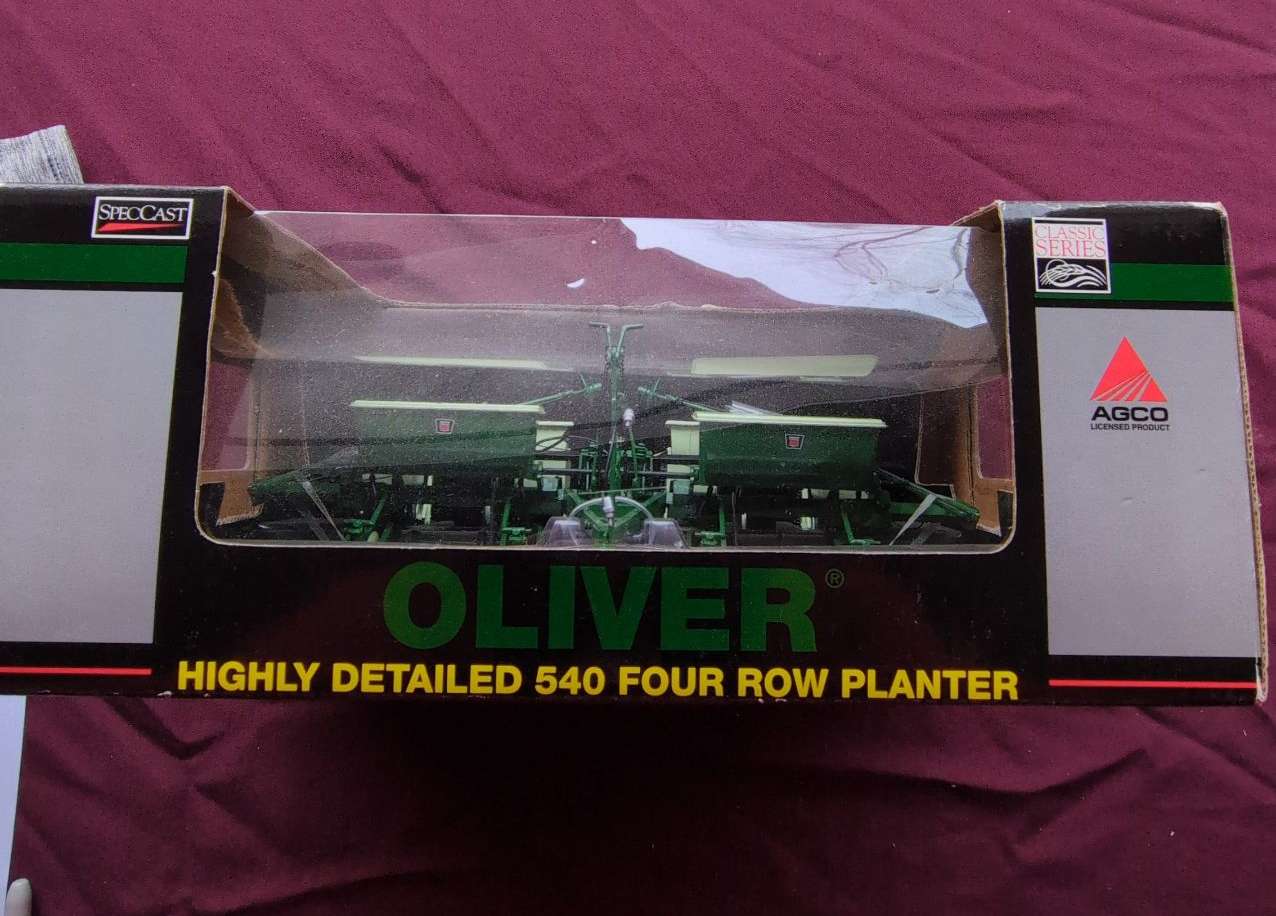 SPECCAST
CLASSIC
SERIES
AGCO
LICENSED PRODUCT
OLIVER®
HIGHLY DETAILED 540 FOUR ROW PLANTER